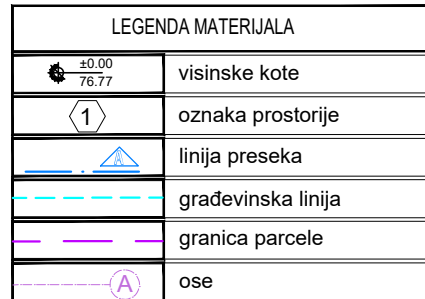 LEGENDA MATERIJALA
±0.00
76.77
visinske kote
1
oznaka prostorije
A
linija preseka
građevinska linija
granica parcele
A
ose